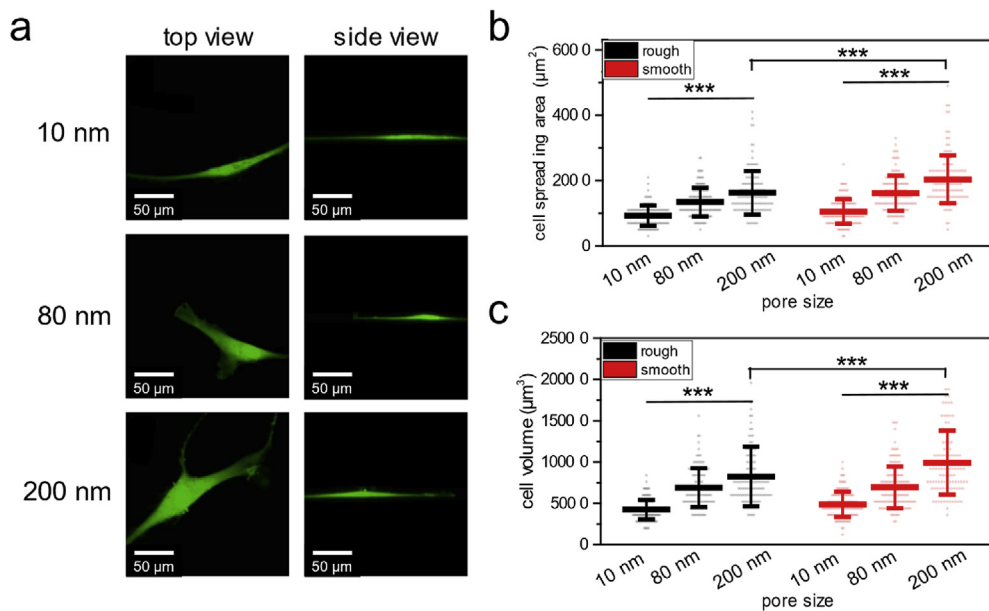 a
top view
side view
10 nm
50 µm
50 µm
80 nm
50 µm
50 µm
200 nm
50 µm
50 µm
b
cell spreading area (µm²)
600 0
400 0
200 0
0
rough
smooth
***
***
***
10 nm
80 nm
200 nm
10 nm
80 nm
200 nm
pore size
c
cell volume (µm³)
2500 0
2000 0
1500 0
1000 0
500 0
0
rough
smooth
***
***
***
10 nm
80 nm
200 nm
10 nm
80 nm
200 nm
pore size